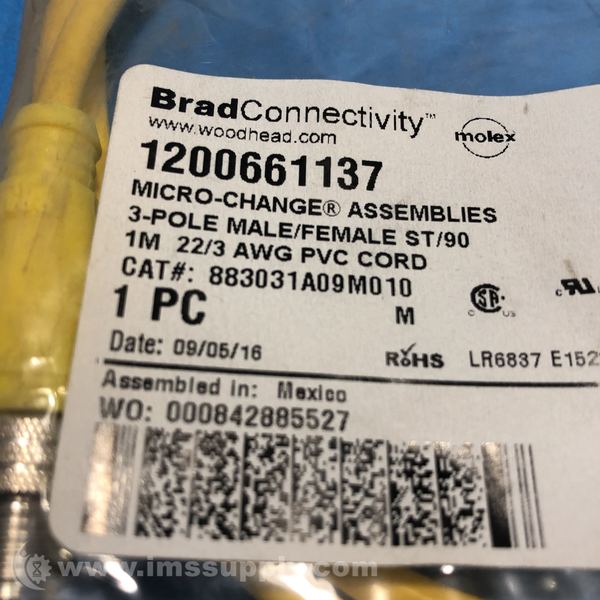 BradConnectivity™
www.woodhead.com
molex
1200661137
MICRO-CHANGE® ASSEMBLIES
3-POLE MALE/FEMALE ST/90
1M 22/3 AWG PVC CORD
CAT#: 883031A09M010
1 PC
M
Date: 09/05/16
RoHS LR6837 E152
Assembled in: Mexico
WO: 000842885527
www.imssupply.com